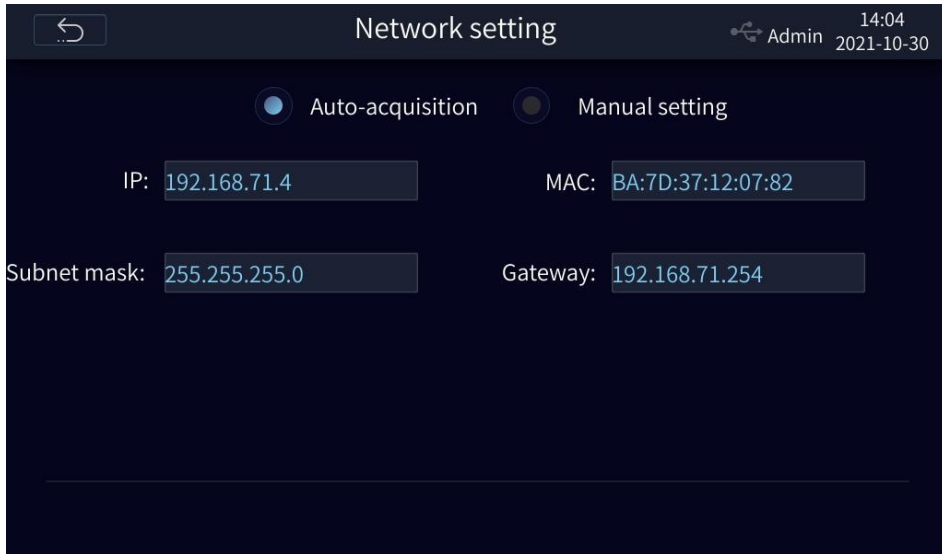 Network setting
Admin
14:04
2021-10-30
Auto-acquisition
Manual setting
IP: 192.168.71.4
MAC: BA:7D:37:12:07:82
Subnet mask: 255.255.255.0
Gateway: 192.168.71.254